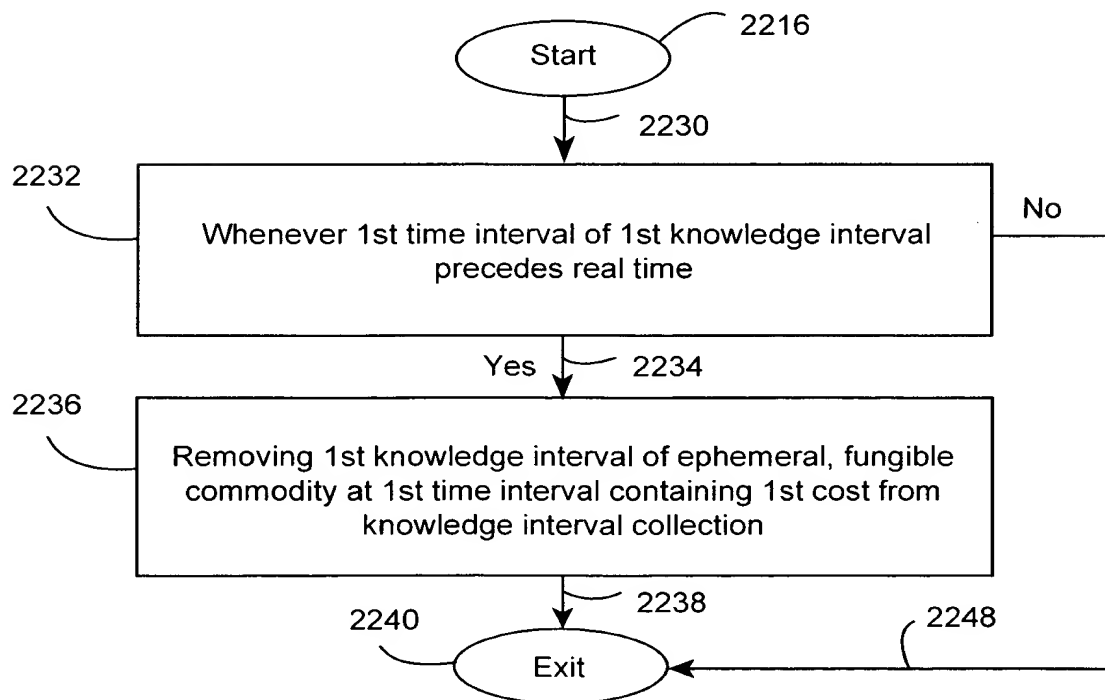 2216
Start
2230
2232
No
Whenever 1st time interval of 1st knowledge interval
precedes real time
Yes
2234
2236
Removing 1st knowledge interval of ephemeral, fungible
commodity at 1st time interval containing 1st cost from
knowledge interval collection
2238
2240
2248
Exit